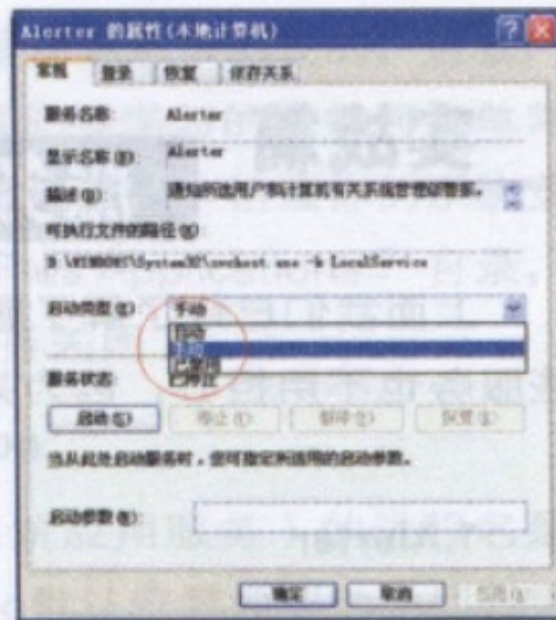 Alerter 的属性(本地计算机)
常规 登录 恢复 依存关系
服务名称: Alerter
显示名称(N): Alerter
描述(D): 通知所选用户和计算机有关系统管理级警报。
可执行文件的路径(H):
D:\WINDOWS\System32\svchost.exe -k LocalService
启动类型(E): 手动
自动
手动
已禁用
服务状态: 已停止
启动(S) 停止(T) 暂停(P) 恢复(R)
当从此处启动服务时,您可指定所适用的启动参数。
启动参数(M):
确定 取消 应用(A)